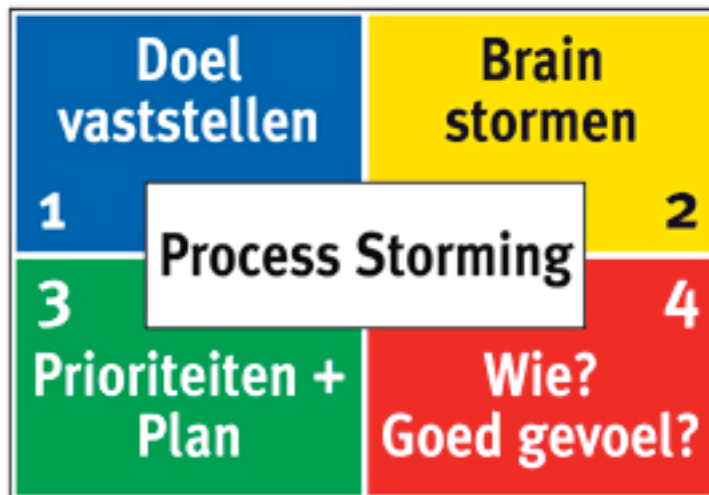 Doel
vaststellen
1
Brain
stormen
2
Process Storming
3
Prioriteiten +
Plan
4
Wie?
Goed gevoel?